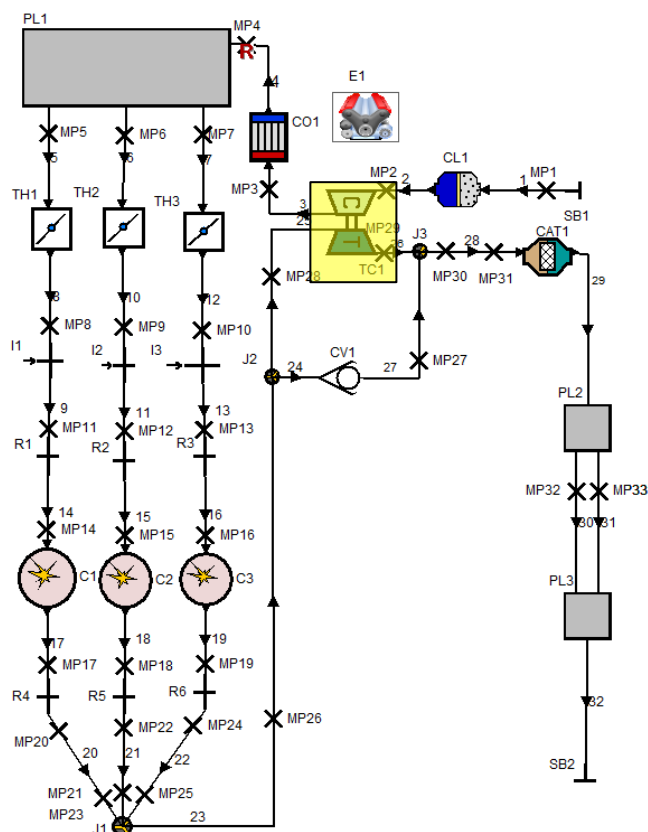 PL1
MP4
R
4
E1
CO1
MP5
MP6
MP7
5
6
7
MP3
MP2
2
CL1
1
MP1
SB1
TH1
TH2
TH3
3
25
C
T
MP29
26
TC1
J3
28
CAT1
MP28
MP30
MP31
29
8
10
12
MP8
MP9
MP10
I1
I2
I3
J2
24
CV1
27
MP27
9
11
13
MP11
MP12
MP13
R1
R2
R3
PL2
MP32
MP33
14
15
16
MP14
MP15
MP16
30
31
C1
C2
C3
PL3
17
18
19
MP17
MP18
MP19
R4
R5
R6
32
MP20
MP22
MP24
MP26
20
21
22
SB2
MP21
MP25
MP23
23
J1